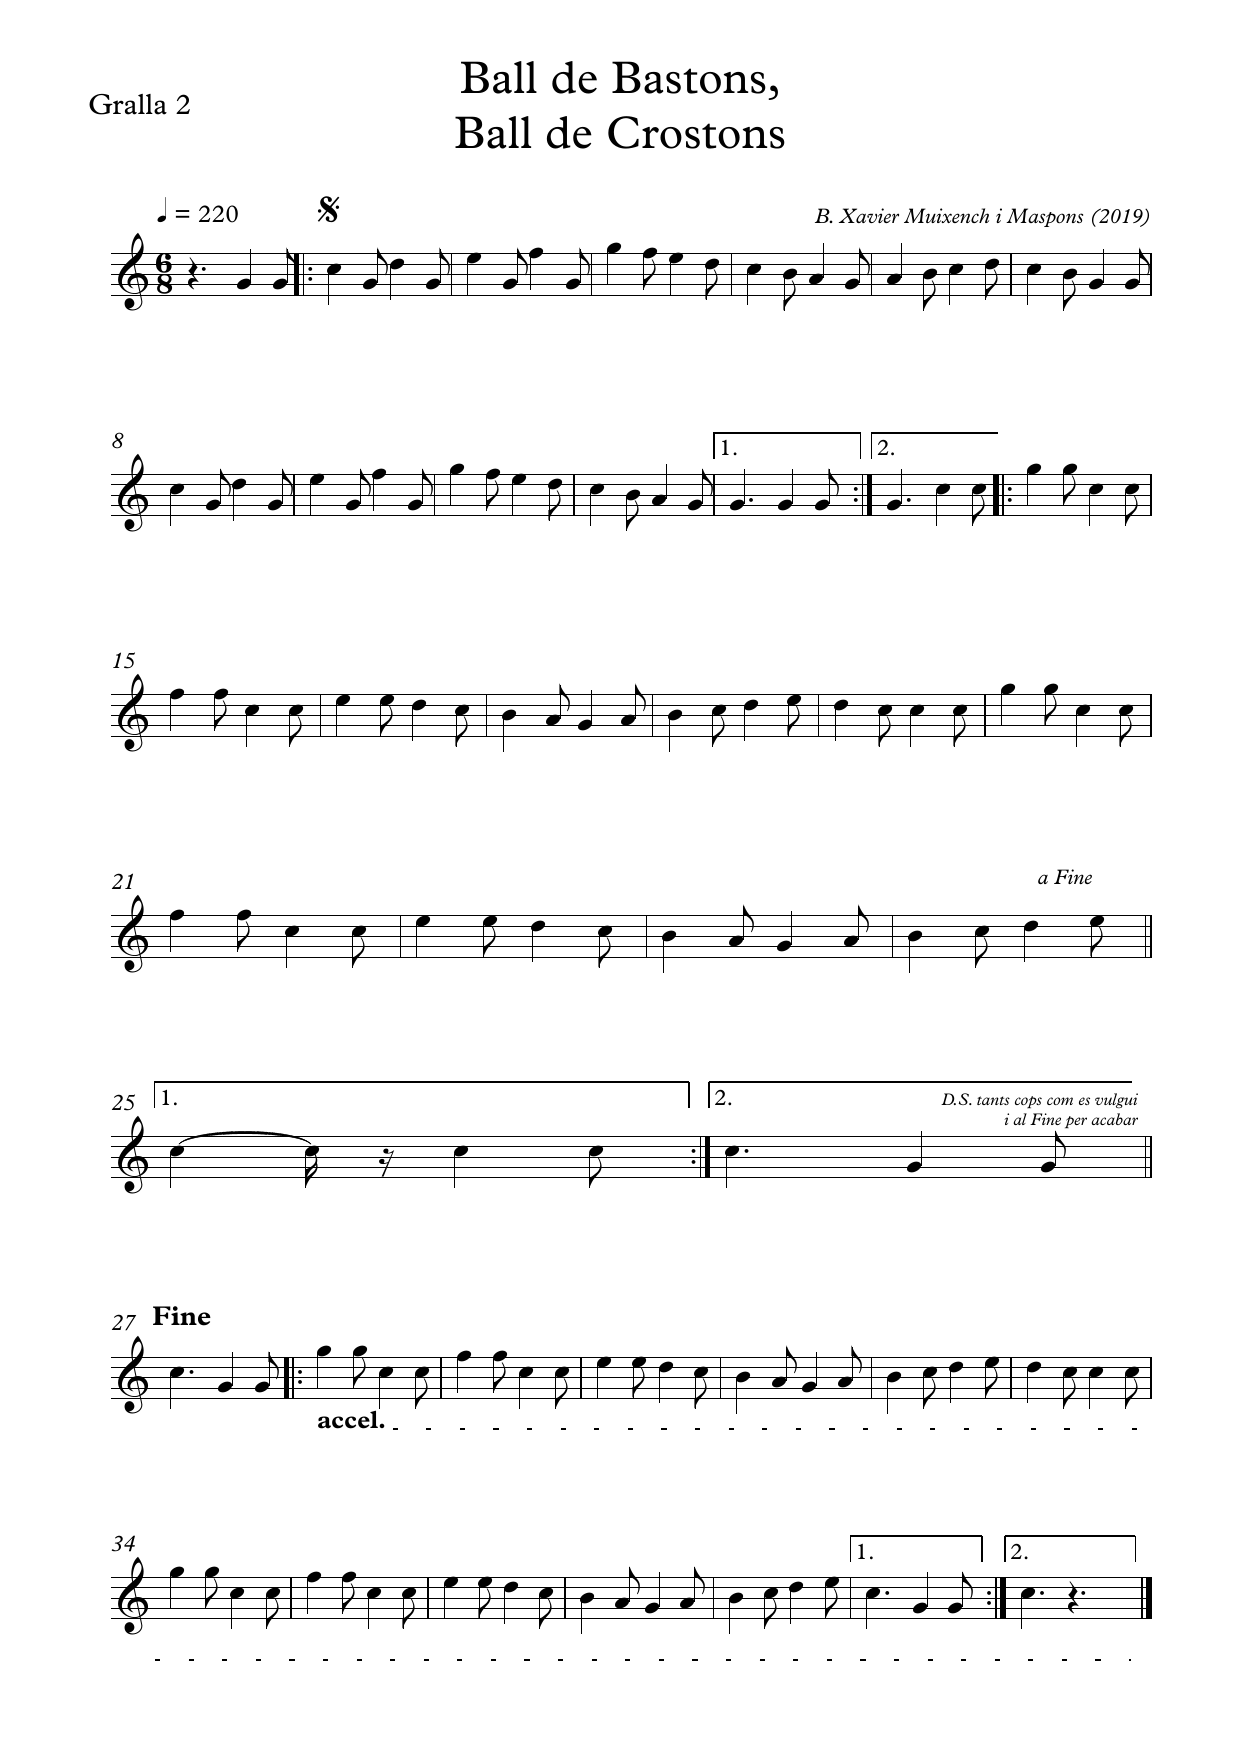 Ball de Bastons,
Gralla 2
Ball de Crostons
= 220
B. Xavier Muixench i Maspons (2019)
6
8
8
1.
2.
15
21
a Fine
25
1.
2.
D.S. tants cops com es vulgui
i al Fine per acabar
27
Fine
accel.
34
1.
2.